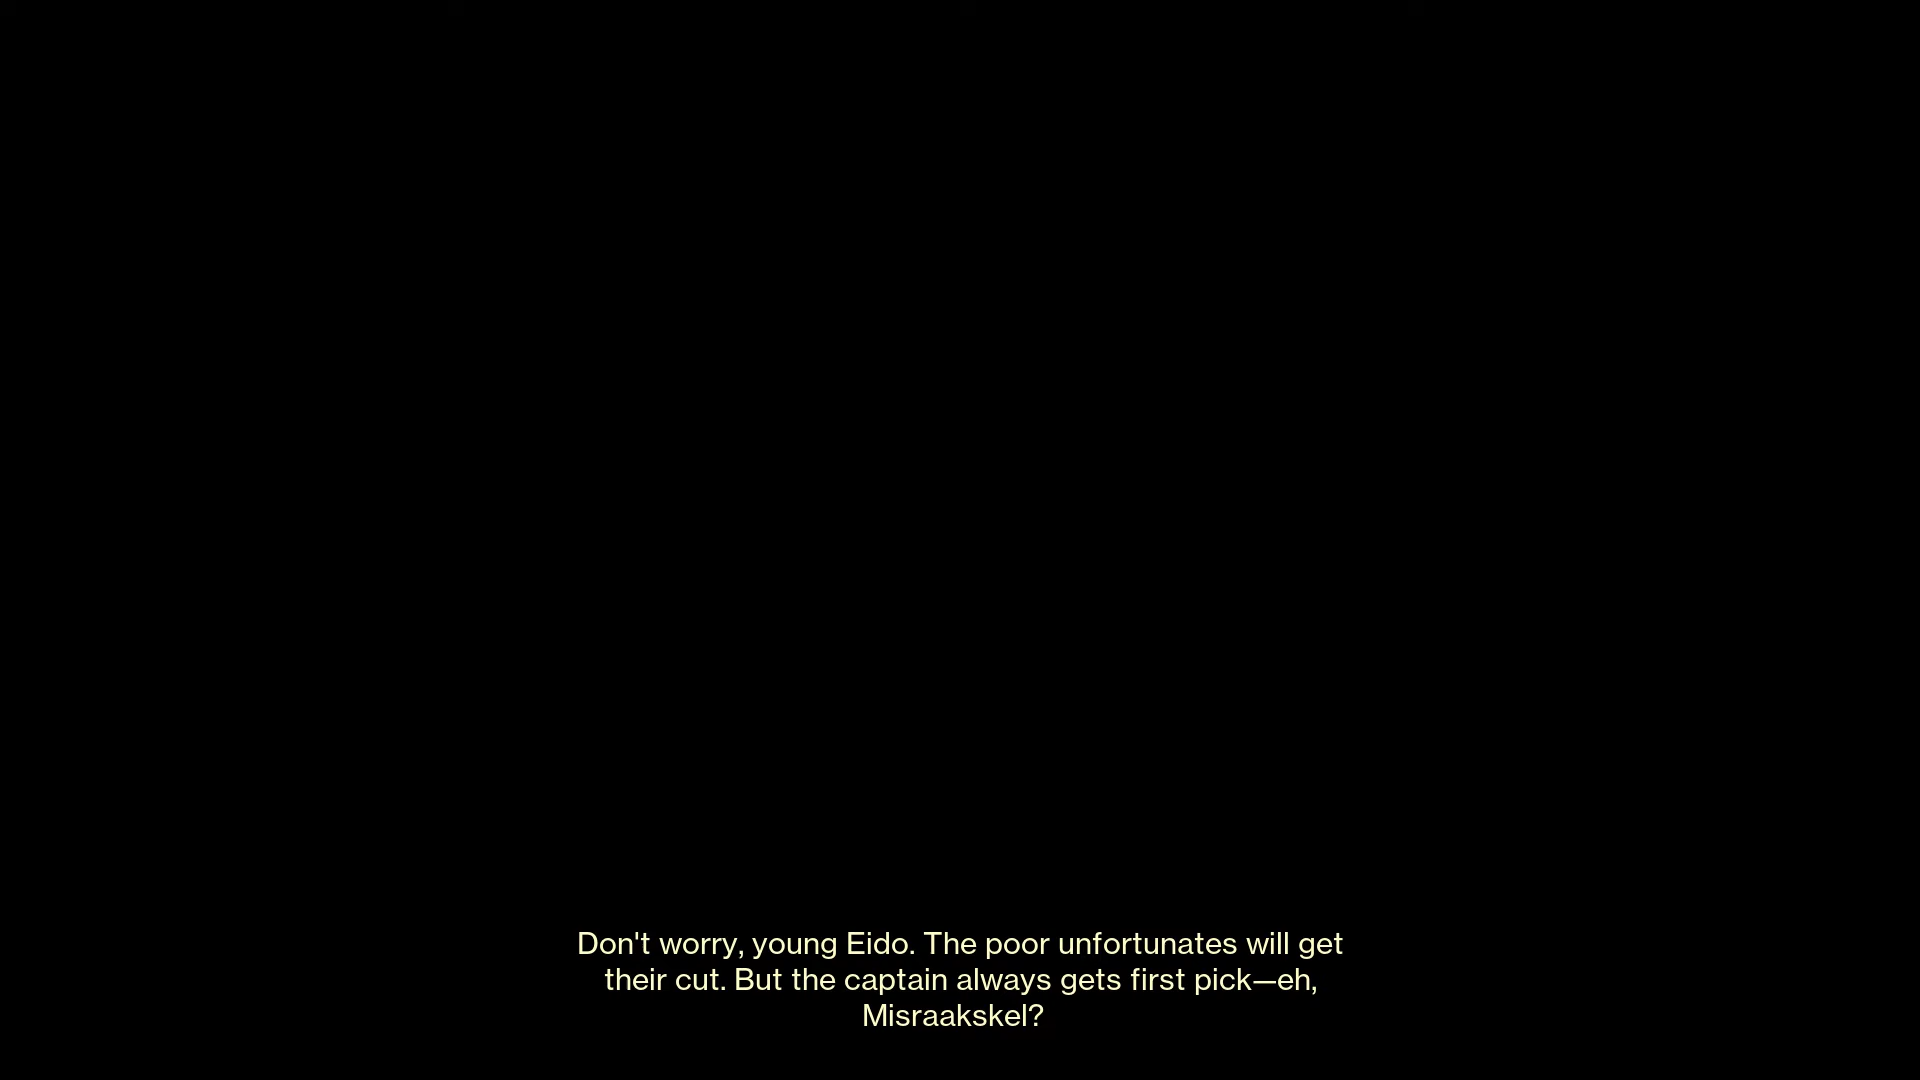 Don't worry, young Eido. The poor unfortunates will get
their cut. But the captain always gets first pick—eh,
Misraakskel?